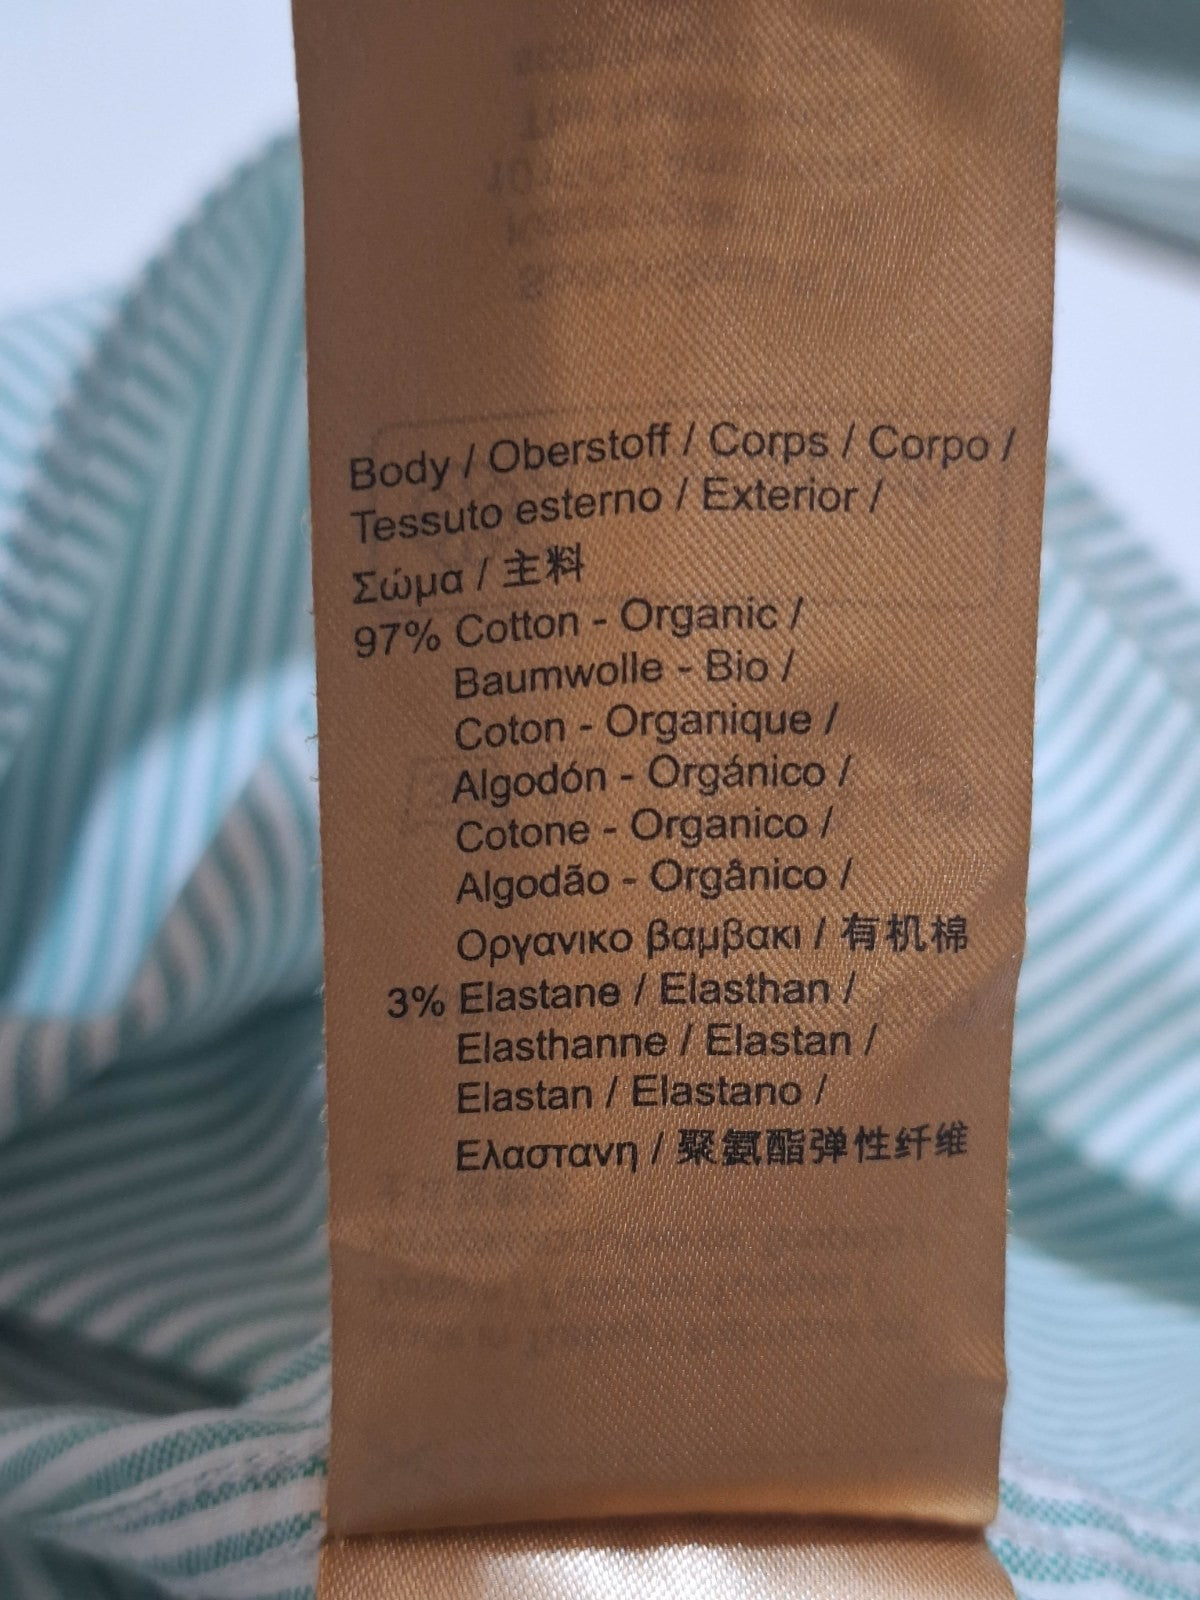 Body / Oberstoff / Corps / Corpo /
Tessuto esterno / Exterior /
Σώμα / 主料
97% Cotton - Organic /
Baumwolle - Bio /
Coton - Organique /
Algodón - Orgánico /
Cotone - Organico /
Algodão - Orgânico /
Οργανικο βαμβακι / 有机棉
3% Elastane / Elasthan /
Elasthanne / Elastan /
Elastan / Elastano /
Ελαστανη / 聚氨酯弹性纤维